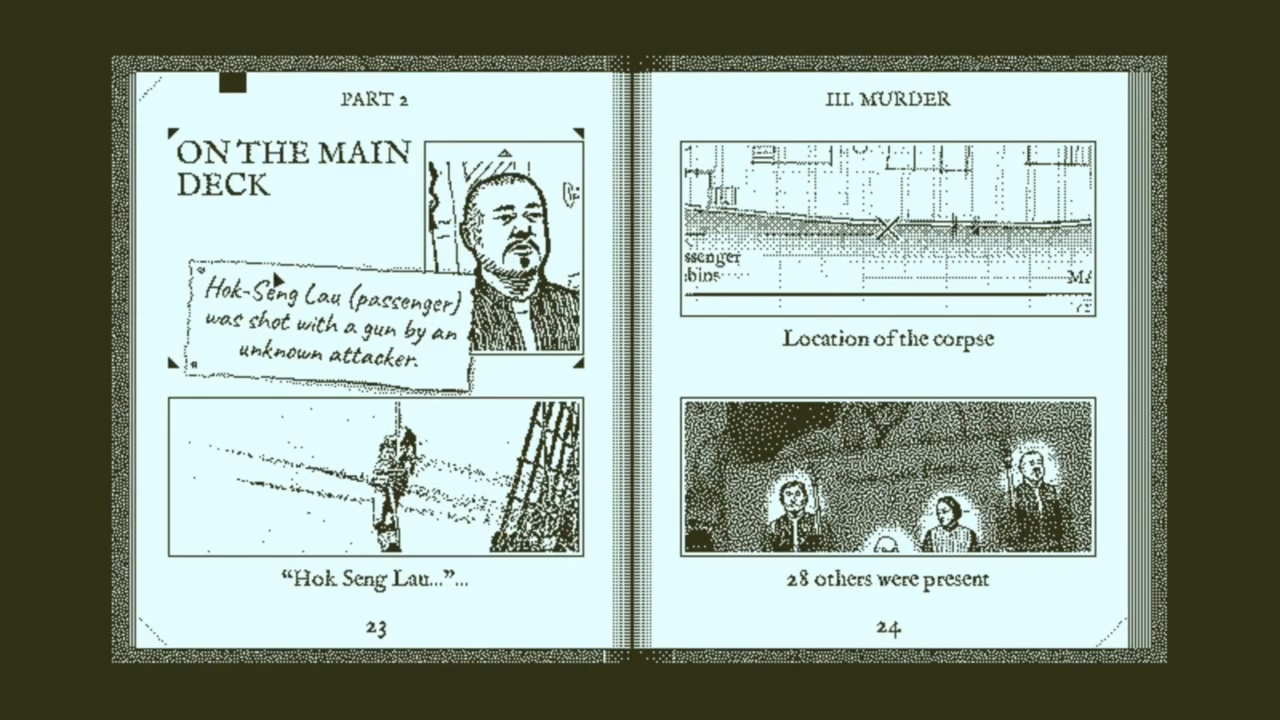 PART 2
ON THE MAIN
DECK
Hok-Seng Lau (passenger)
was shot with a gun by an
unknown attacker.
“Hok Seng Lau...”...
23
III. MURDER
ssenger
bins
MA
Location of the corpse
28 others were present
24